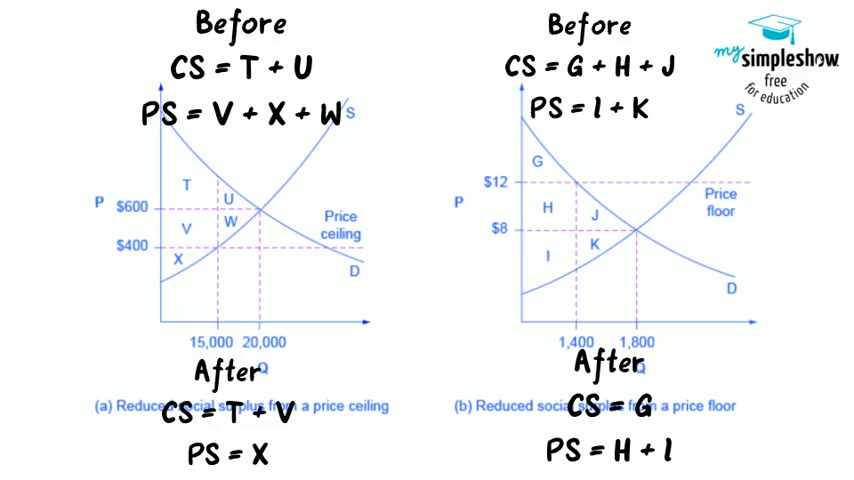 Before
CS = T + U
PS = V + X + W
S
T
U
P
$600
V
W
Price
ceiling
$400
X
D
15,000
20,000
Q
After
(a) Reduced social surplus from a price ceiling
CS = T + V
PS = X
Before
CS = G + H + J
PS = I + K
S
G
$12
P
Price
floor
H
J
$8
K
I
D
1,400
1,800
Q
After
(b) Reduced social surplus from a price floor
CS = G
PS = H + I
my
simpleshow
free
for education